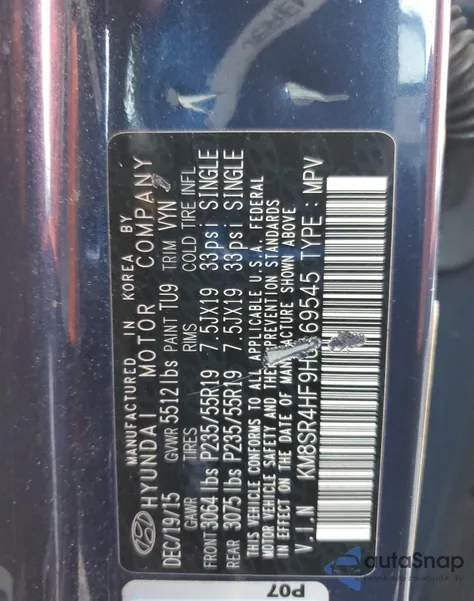 MANUFACTURED IN KOREA BY
HYUNDAI MOTOR COMPANY
DEC/19/15 GVWR 5512lbs PAINT TU9 TRIM VYN
GAWR TIRES RIMS COLD TIRE INFL
FRONT 3064 lbs P235/55R19 7.5JX19 33psi SINGLE
REAR 3075 lbs P235/55R19 7.5JX19 33psi SINGLE
THIS VEHICLE CONFORMS TO ALL APPLICABLE U.S.A. FEDERAL
MOTOR VEHICLE SAFETY AND THEFT PREVENTION STANDARDS
IN EFFECT ON THE DATE OF MANUFACTURE SHOWN ABOVE
V.I.N KM8SR4HF9H 69545 TYPE : MPV
P07
autoSnap